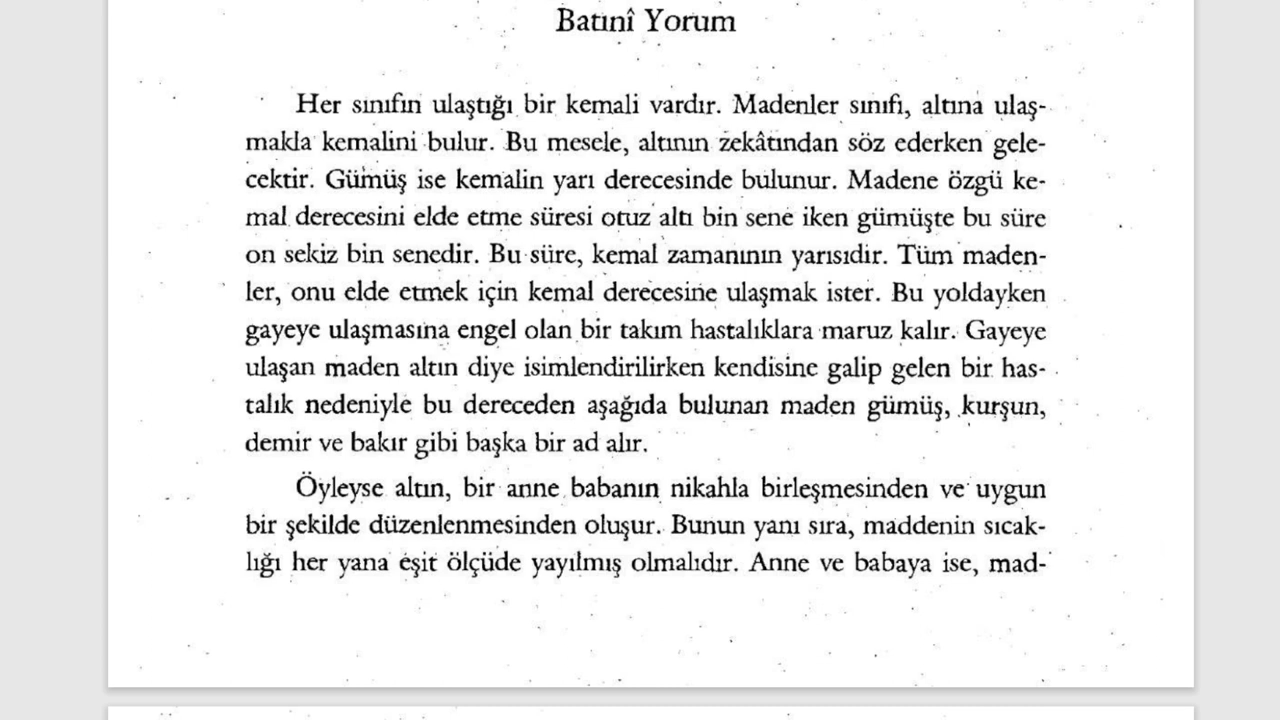 Batınî Yorum
Her sınıfın ulaştığı bir kemali vardır. Madenler sınıfı, altına ulaş-
makla kemalini bulur. Bu mesele, altının zekâtından söz ederken gele-
cektir. Gümüş ise kemalin yarı derecesinde bulunur. Madene özgü ke-
mal derecesini elde etme süresi otuz altı bin sene iken gümüşte bu süre
on sekiz bin senedir. Bu süre, kemal zamanının yarısıdır. Tüm maden-
ler, onu elde etmek için kemal derecesine ulaşmak ister. Bu yoldayken
gayeye ulaşmasına engel olan bir takım hastalıklara maruz kalır. Gayeye
ulaşan maden altın diye isimlendirilirken kendisine galip gelen bir has-
talık nedeniyle bu dereceden aşağıda bulunan maden gümüş, kurşun,
demir ve bakır gibi başka bir ad alır.
Öyleyse altın, bir anne babanın nikahla birleşmesinden ve uygun
bir şekilde düzenlenmesinden oluşur. Bunun yanı sıra, maddenin sıcak-
lığı her yana eşit ölçüde yayılmış olmalıdır. Anne ve babaya ise, mad-